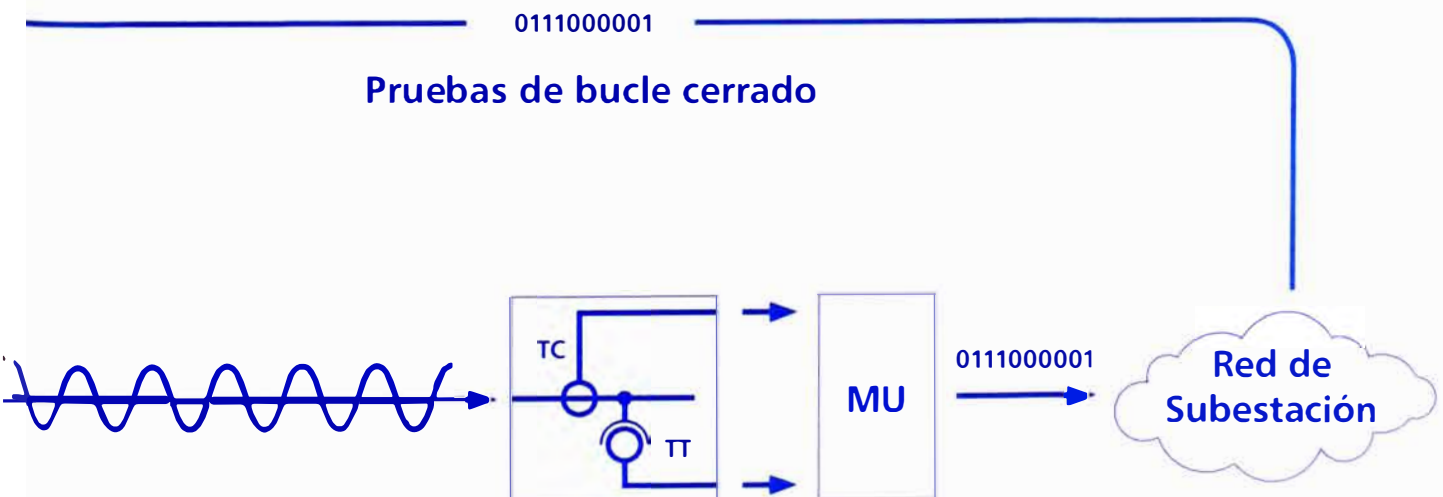 0111000001
Pruebas de bucle cerrado
TC
TT
MU
0111000001
Red de
Subestación